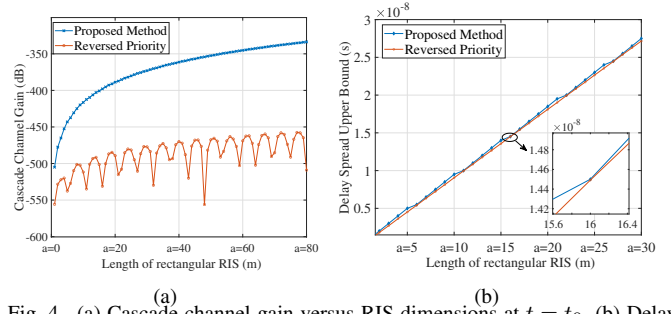 -350
-400
-450
-500
-550
-600
Cascade Channel Gain (dB)
Proposed Method
Reversed Priority
a=0
a=20
a=40
a=60
a=80
Length of rectangular RIS (m)
(a)
×10⁻⁸
3
2.5
2
1.5
1
0.5
Delay Spread Upper Bound (s)
Proposed Method
Reversed Priority
×10⁻⁸
1.48
1.46
1.44
1.42
15.6
16
16.4
a=5
a=10
a=15
a=20
a=25
a=30
Length of rectangular RIS (m)
(b)
Fig. 4. (a) Cascade channel gain versus RIS dimensions at t = t₀. (b) Delay